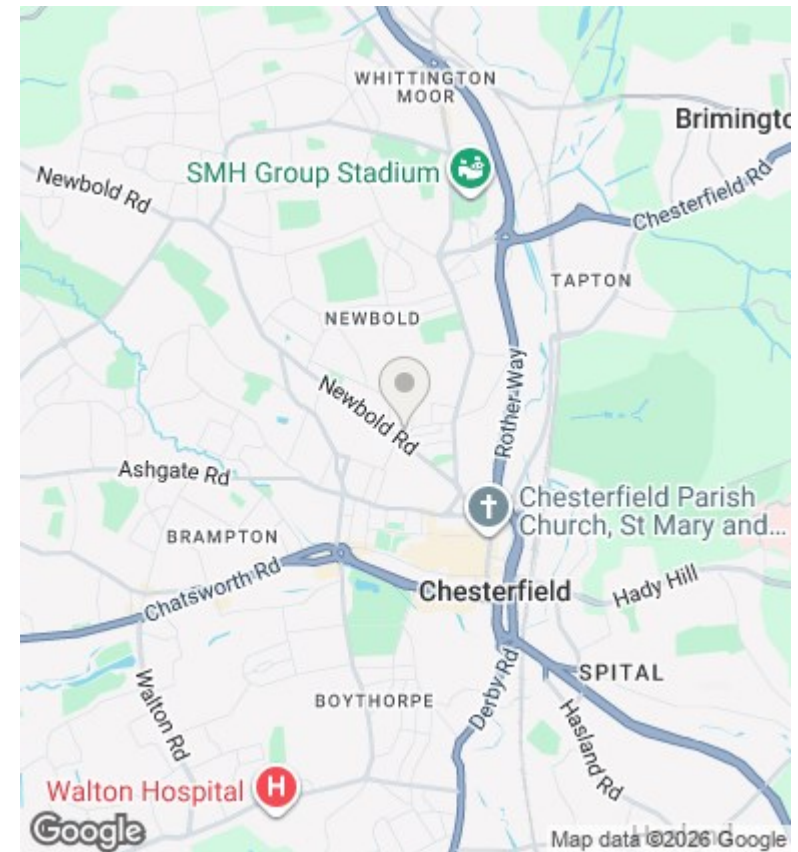 WHITTINGTON
MOOR
Brimingto
SMH Group Stadium
Newbold Rd
Chesterfield Rd
TAPTON
NEWBOLD
Newbold Rd
Rother Way
Ashgate Rd
Chesterfield Parish
Church, St Mary and...
BRAMPTON
Chatsworth Rd
Chesterfield
Hady Hill
Walton Rd
Derby Rd
SPITAL
BOYTHORPE
Hasland Rd
Walton Hospital
H
Google
Map data ©2026 Google